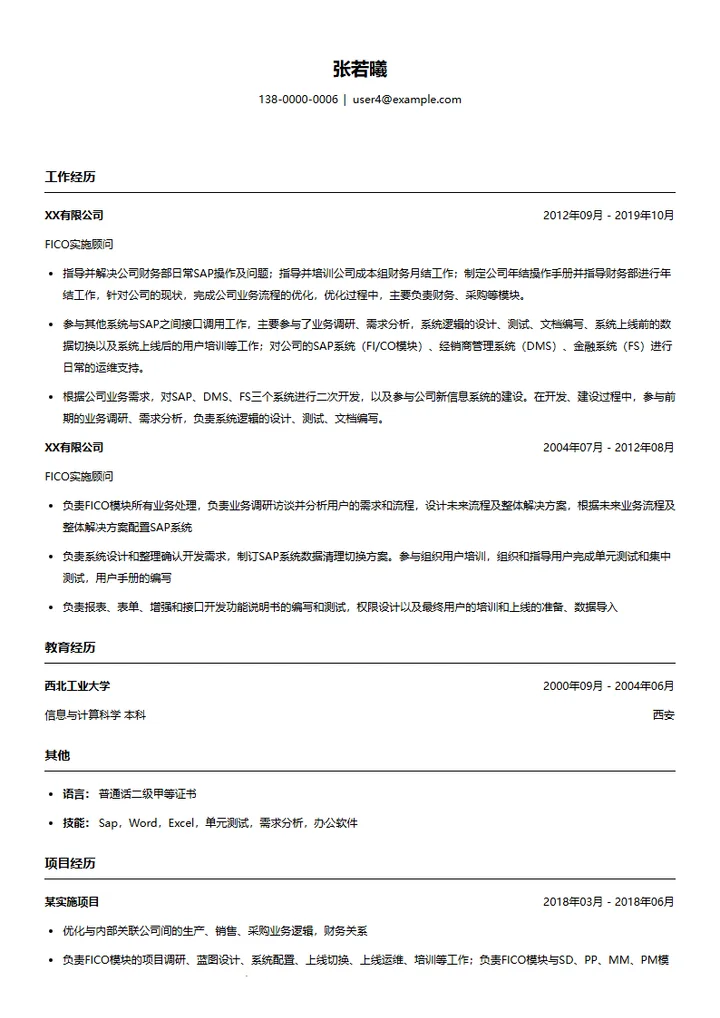 张若曦
138-0000-0006 | user4@example.com
工作经历
XX有限公司 2012年09月 - 2019年10月
FICO实施顾问
• 指导并解决公司财务部日常SAP操作及问题；指导并培训公司成本组财务月结工作；制定公司年结操作手册并指导财务部进行年
结工作，针对公司的现状，完成公司业务流程的优化，优化过程中，主要负责财务、采购等模块。
• 参与其他系统与SAP之间接口调用工作，主要参与了业务调研、需求分析，系统逻辑的设计、测试、文档编写、系统上线前的数
据切换以及系统上线后的用户培训等工作；对公司的SAP系统（FI/CO模块）、经销商管理系统（DMS）、金融系统（FS）进行
日常的运维支持。
• 根据公司业务需求，对SAP、DMS、FS三个系统进行二次开发，以及参与公司新信息系统的建设。在开发、建设过程中，参与前
期的业务调研、需求分析，负责系统逻辑的设计、测试、文档编写。
XX有限公司 2004年07月 - 2012年08月
FICO实施顾问
• 负责FICO模块所有业务处理，负责业务调研访谈并分析用户的需求和流程，设计未来流程及整体解决方案，根据未来业务流程及
整体解决方案配置SAP系统
• 负责系统设计和整理确认开发需求，制订SAP系统数据清理切换方案。参与组织用户培训，组织和指导用户完成单元测试和集中
测试，用户手册的编写
• 负责报表、表单、增强和接口开发功能说明书的编写和测试，权限设计以及最终用户的培训和上线的准备、数据导入
教育经历
西北工业大学 2000年09月 - 2004年06月
信息与计算科学 本科 西安
其他
• 语言： 普通话二级甲等证书
• 技能： Sap，Word，Excel，单元测试，需求分析，办公软件
项目经历
某实施项目 2018年03月 - 2018年06月
• 优化与内部关联公司间的生产、销售、采购业务逻辑，财务关系
• 负责FICO模块的项目调研、蓝图设计、系统配置、上线切换、上线运维、培训等工作；负责FICO模块与SD、PP、MM、PM模